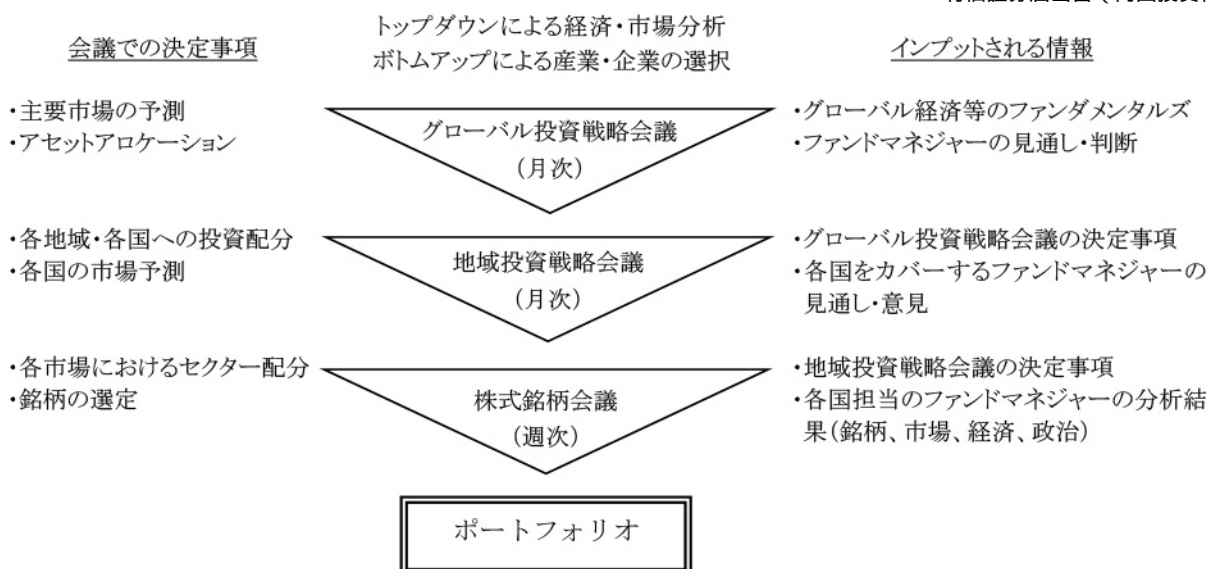 トップダウンによる経済・市場分析
ボトムアップによる産業・企業の選択
会議での決定事項
インプットされる情報
・主要市場の予測
・アセットアロケーション
グローバル投資戦略会議
(月次)
・グローバル経済等のファンダメンタルズ
・ファンドマネジャーの見通し・判断
・各地域・各国への投資配分
・各国の市場予測
地域投資戦略会議
(月次)
・グローバル投資戦略会議の決定事項
・各国をカバーするファンドマネジャーの
見通し・意見
・各市場におけるセクター配分
・銘柄の選定
株式銘柄会議
(週次)
・地域投資戦略会議の決定事項
・各国担当のファンドマネジャーの分析結
果(銘柄、市場、経済、政治)
ポートフォリオ